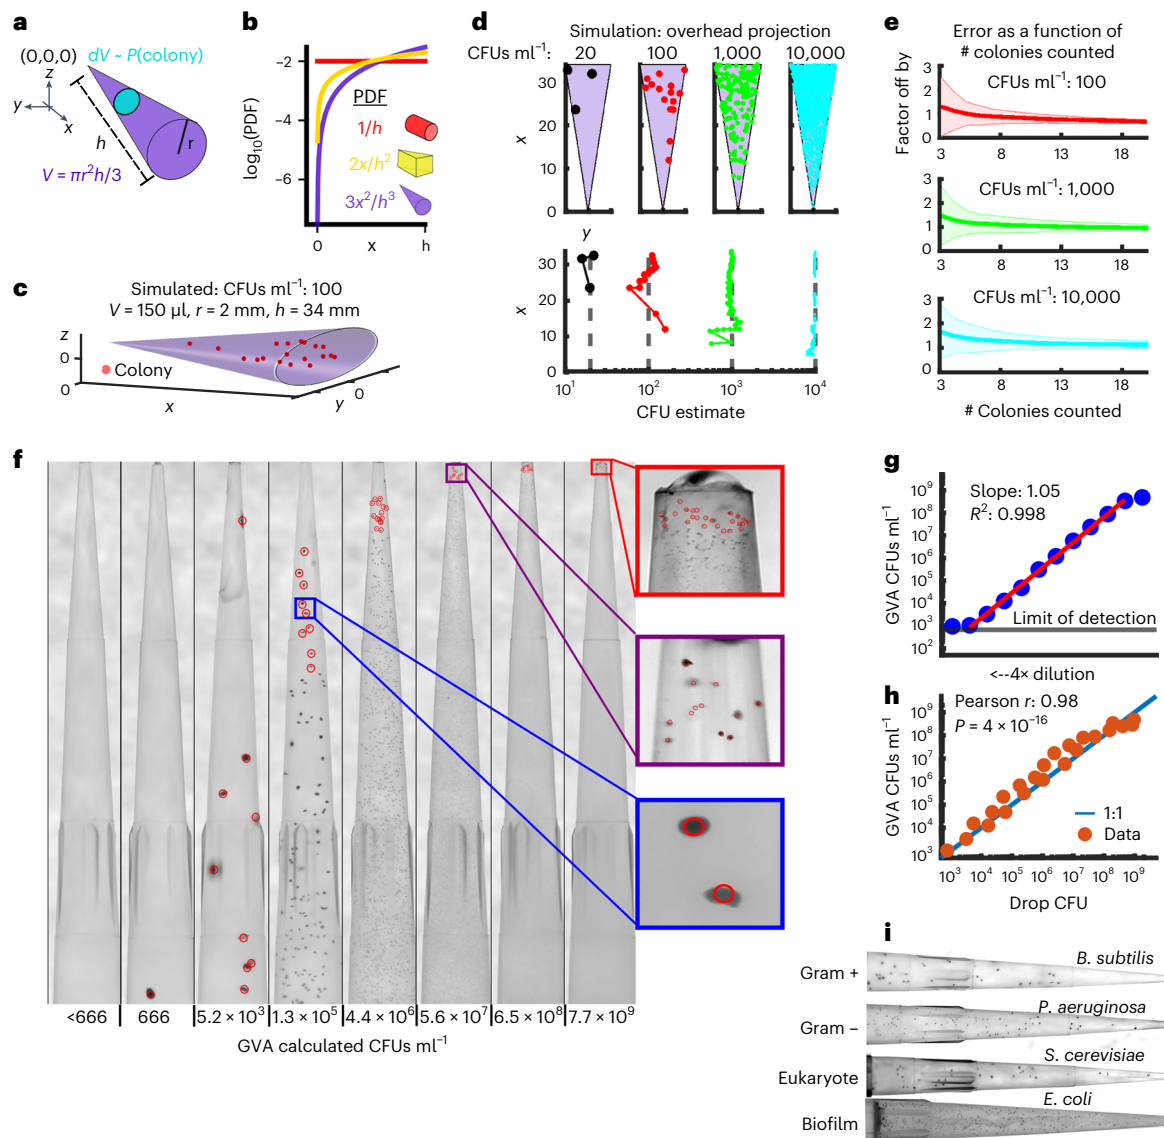 a
(0,0,0)
dV ~ P(colony)
z
y
x
h
r
V = πr²h/3
b
log₁₀(PDF)
−2
−4
−6
PDF
1/h
2x/h²
3x²/h³
0
x
h
c
Simulated: CFUs ml⁻¹: 100
V = 150 µl, r = 2 mm, h = 34 mm
z
0
Colony
0
x
0
y
d
Simulation: overhead projection
CFUs ml⁻¹: 20 100 1,000 10,000
x
30
20
10
0
y
x
30
20
10
0
10¹ 10² 10³ 10⁴
CFU estimate
e
Error as a function of
# colonies counted
Factor off by
CFUs ml⁻¹: 100
3
2
1
0
3 8 13 18
CFUs ml⁻¹: 1,000
3
2
1
0
3 8 13 18
CFUs ml⁻¹: 10,000
3
2
1
0
3 8 13 18
# Colonies counted
f
<666 666 5.2 × 10³ 1.3 × 10⁵ 4.4 × 10⁶ 5.6 × 10⁷ 6.5 × 10⁸ 7.7 × 10⁹
GVA calculated CFUs ml⁻¹
g
GVA CFUs ml⁻¹
10⁹
10⁸
10⁷
10⁶
10⁵
10⁴
10³
10²
Slope: 1.05
R²: 0.998
Limit of detection
<--4× dilution
h
GVA CFUs ml⁻¹
10⁹
10⁸
10⁷
10⁶
10⁵
10⁴
10³
Pearson r: 0.98
P = 4 × 10⁻¹⁶
1:1
Data
10³ 10⁴ 10⁵ 10⁶ 10⁷ 10⁸ 10⁹
Drop CFU
i
Gram +
B. subtilis
Gram −
P. aeruginosa
Eukaryote
S. cerevisiae
Biofilm
E. coli